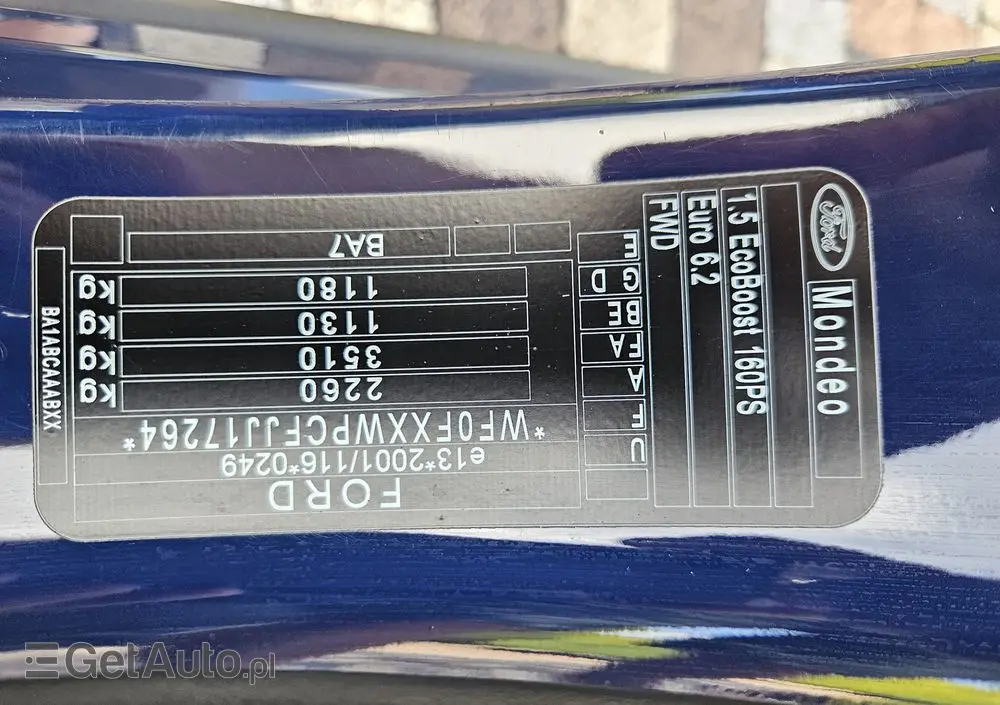 FORD
e13*2001/116*0249
*WF0FXXWPCFJJ17264*
2260 kg
3510 kg
1130 kg
1180 kg
BA7
BA1ABCAAABXX
U
F
A
FA
BE
G D
E
Ford
Mondeo
1.5 EcoBoost 160PS
Euro 6.2
FWD
GetAuto.pl